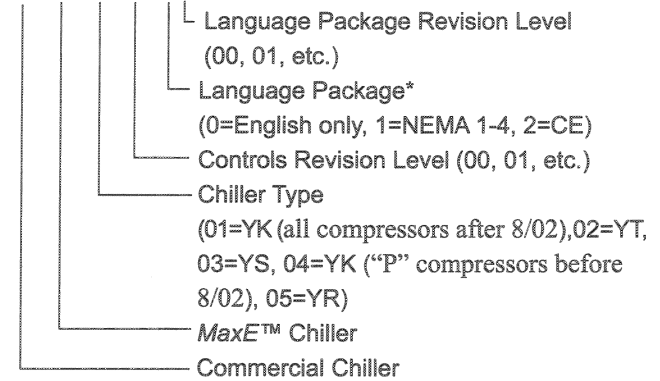 Language Package Revision Level
(00, 01, etc.)
Language Package*
(0=English only, 1=NEMA 1-4, 2=CE)
Controls Revision Level (00, 01, etc.)
Chiller Type
(01=YK (all compressors after 8/02),02=YT,
03=YS, 04=YK (“P” compressors before
8/02), 05=YR)
MaxE™ Chiller
Commercial Chiller